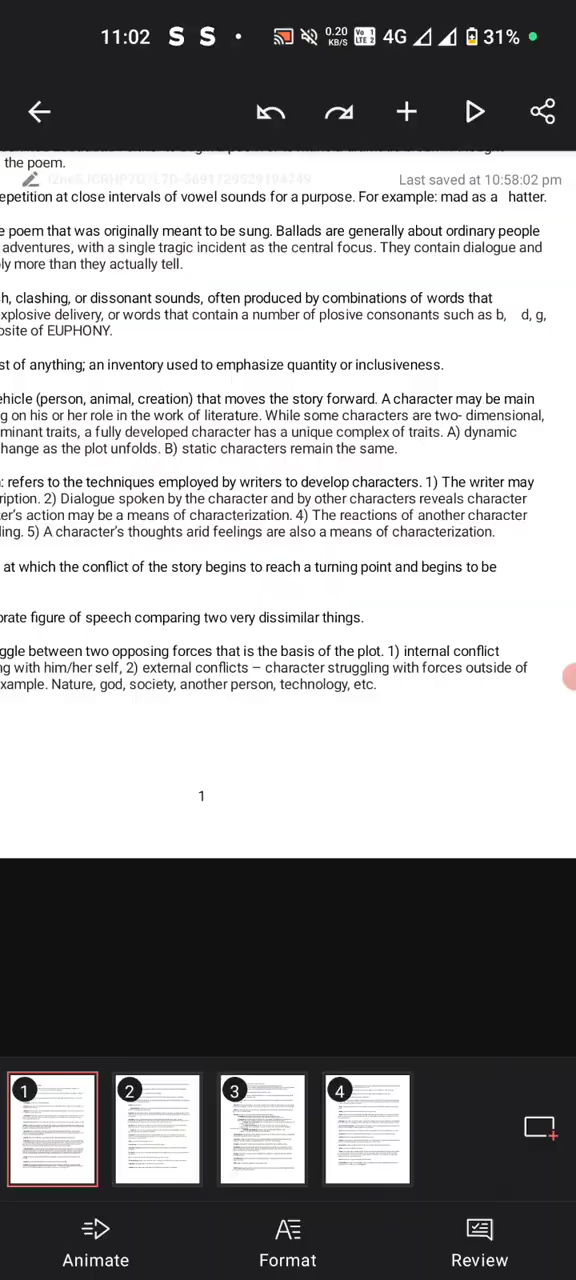 11:02 S S • 0.20 KB/S Vo 1 LTE 2 4G 31%
the poem.
Last saved at 10:58:02 pm
epetition at close intervals of vowel sounds for a purpose. For example: mad as a hatter.
e poem that was originally meant to be sung. Ballads are generally about ordinary people
adventures, with a single tragic incident as the central focus. They contain dialogue and
ly more than they actually tell.
h, clashing, or dissonant sounds, often produced by combinations of words that
xplosive delivery, or words that contain a number of plosive consonants such as b, d, g,
osite of EUPHONY.
st of anything; an inventory used to emphasize quantity or inclusiveness.
ehicle (person, animal, creation) that moves the story forward. A character may be main
g on his or her role in the work of literature. While some characters are two- dimensional,
minant traits, a fully developed character has a unique complex of traits. A) dynamic
hange as the plot unfolds. B) static characters remain the same.
: refers to the techniques employed by writers to develop characters. 1) The writer may
ription. 2) Dialogue spoken by the character and by other characters reveals character
er's action may be a means of characterization. 4) The reactions of another character
ling. 5) A character's thoughts arid feelings are also a means of characterization.
at which the conflict of the story begins to reach a turning point and begins to be
orate figure of speech comparing two very dissimilar things.
ggle between two opposing forces that is the basis of the plot. 1) internal conflict
ng with him/her self, 2) external conflicts – character struggling with forces outside of
xample. Nature, god, society, another person, technology, etc.
1
1 2 3 4
Animate Format Review